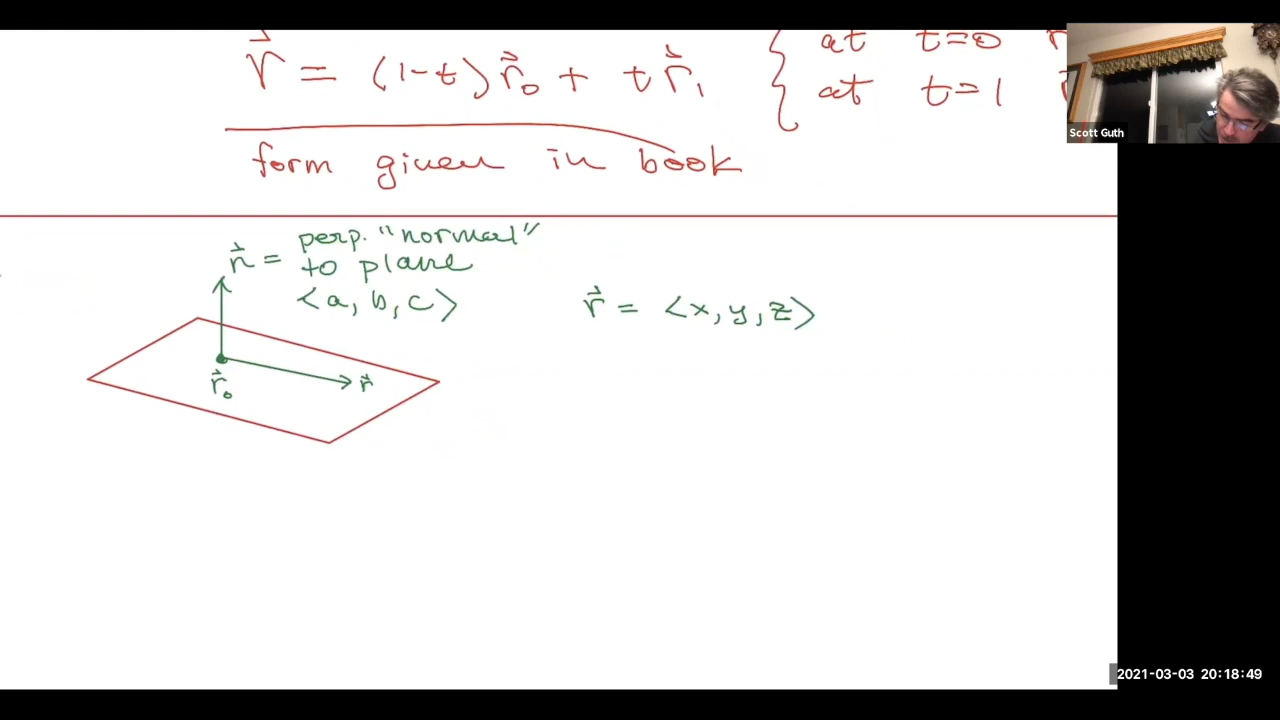 r⃗ = (1-t)r⃗₀ + t r⃗₁
at t=0 r
at t=1
form given in book
Scott Guth
n⃗ = perp. "normal"
to plane
<a, b, c>
r⃗ = <x, y, z>
r⃗₀
r⃗
2021-03-03 20:18:49